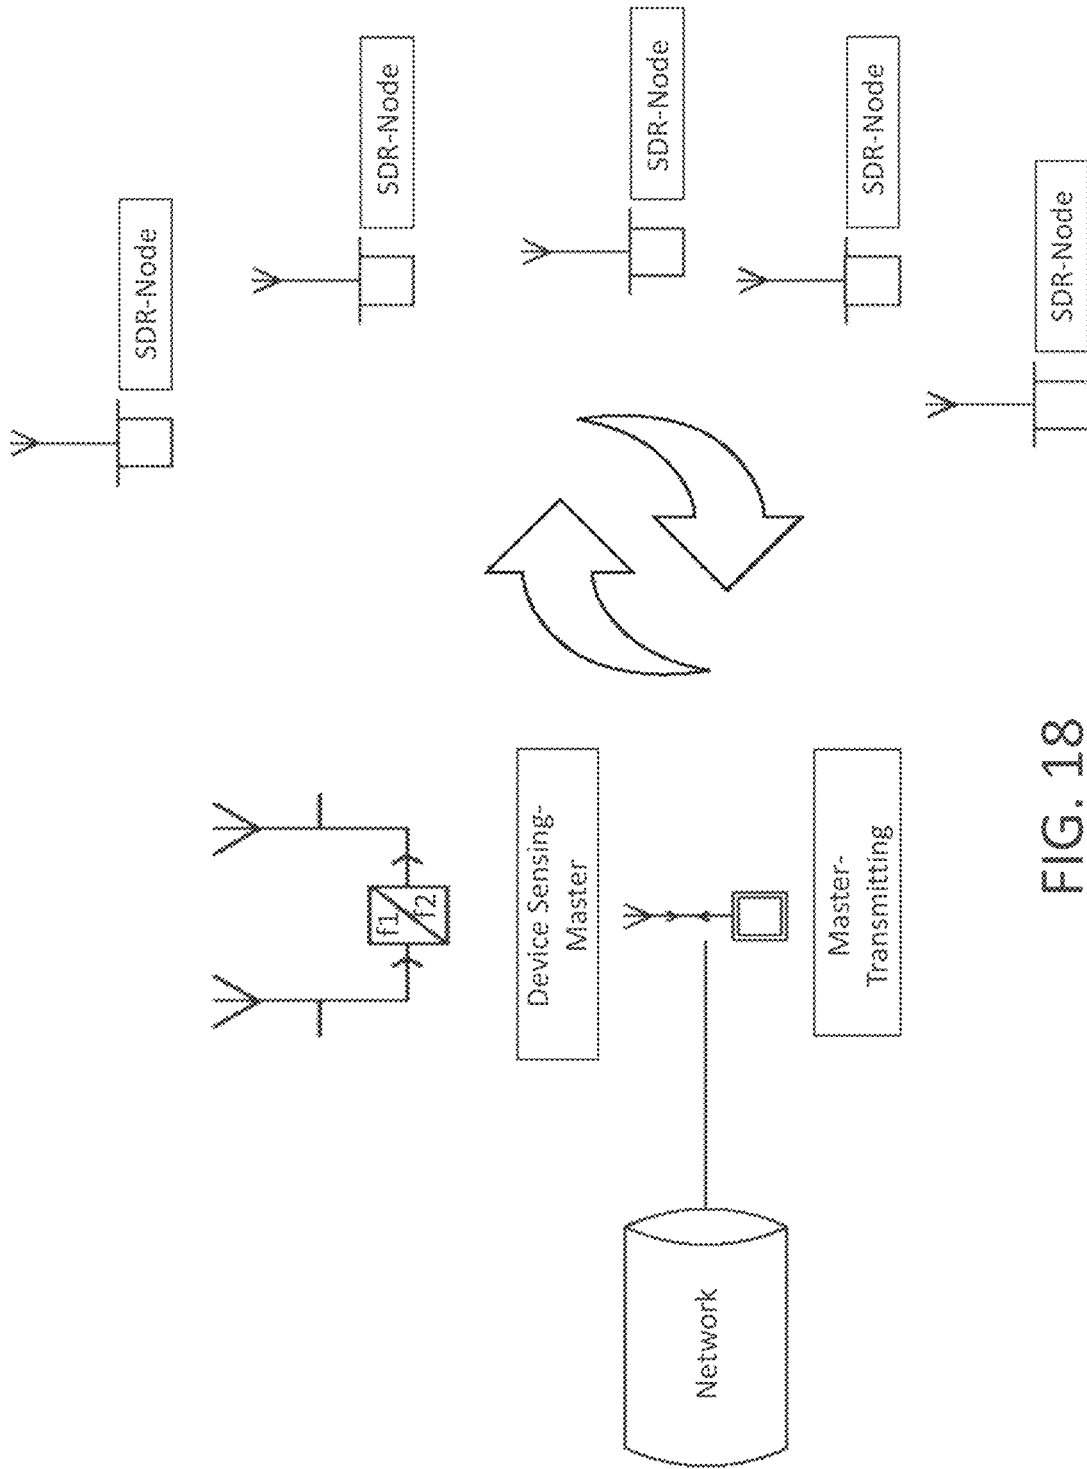 f1
f2
Device Sensing-
Master
Network
Master-
Transmitting
SDR-Node
SDR-Node
SDR-Node
SDR-Node
SDR-Node
FIG. 18